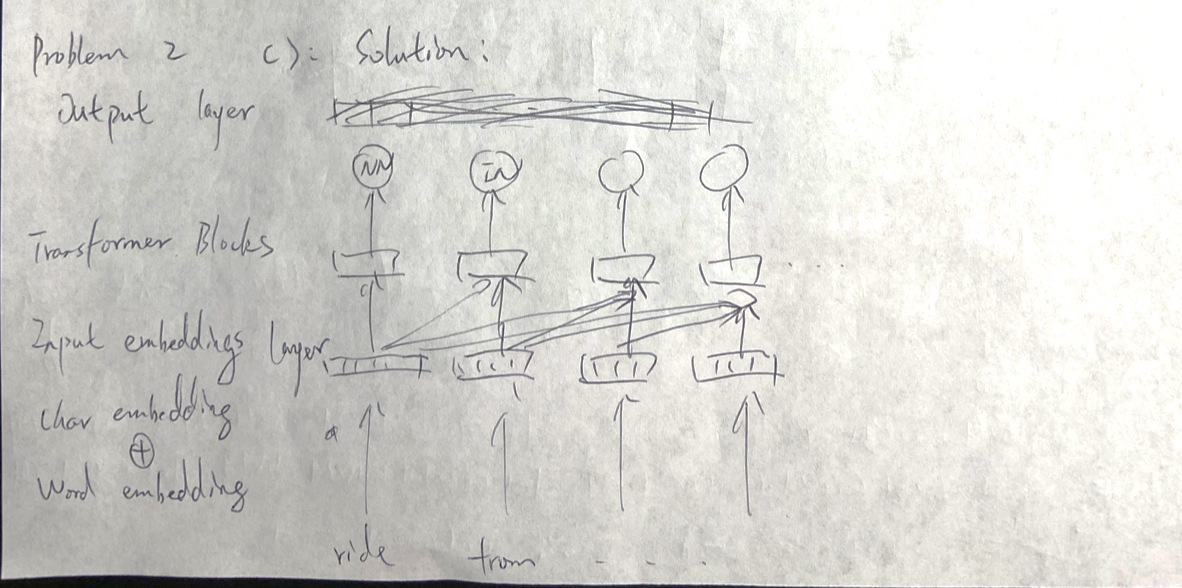 Problem 2 c): Solution:
Output layer
NN IN
Transformer Blocks
. . . .
Input embeddings Layer
Char embedding
⊕
Word embedding
ride from - - .